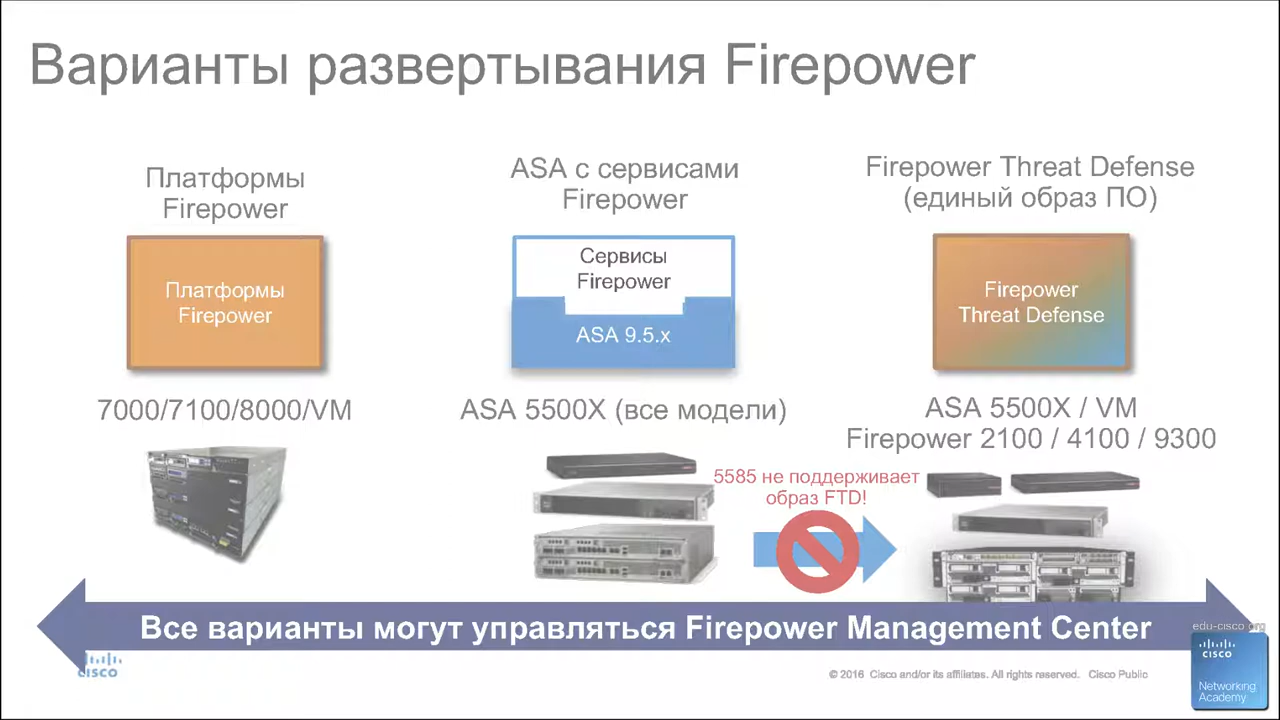 Варианты развертывания Firepower
Платформы
Firepower
Платформы
Firepower
7000/7100/8000/VM
ASA с сервисами
Firepower
Сервисы
Firepower
ASA 9.5.x
ASA 5500X (все модели)
5585 не поддерживает
образ FTD!
Firepower Threat Defense
(единый образ ПО)
Firepower
Threat Defense
ASA 5500X / VM
Firepower 2100 / 4100 / 9300
Все варианты могут управляться Firepower Management Center
CISCO
© 2016 Cisco and/or its affiliates. All rights reserved. Cisco Public
edu-cisco.org
CISCO
Networking
Academy